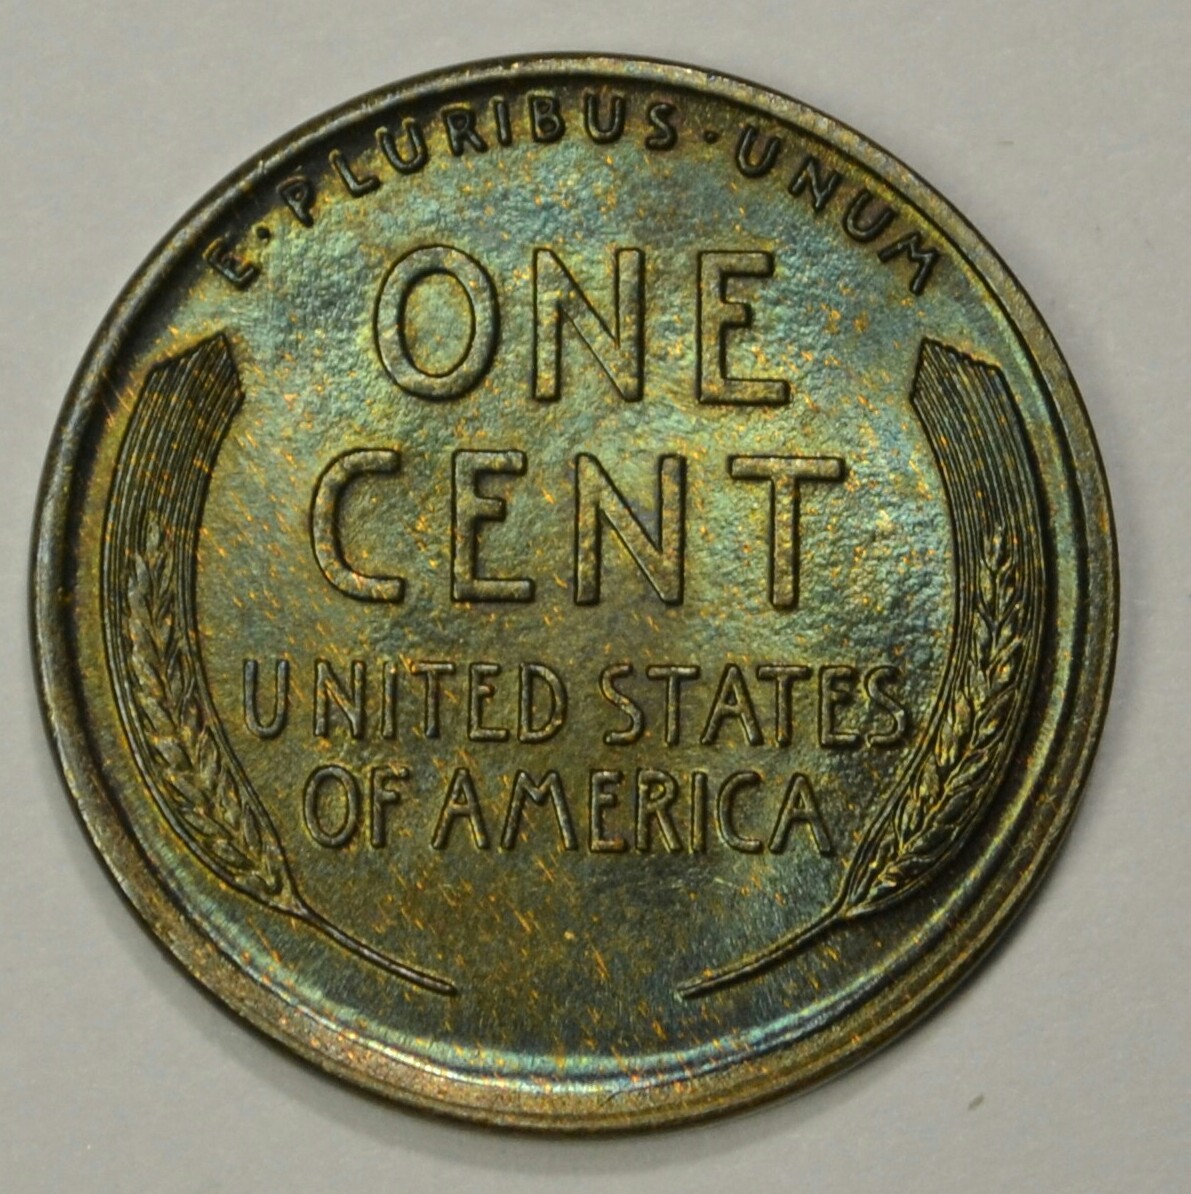 E · PLURIBUS · UNUM
ONE
CENT
UNITED STATES
OF AMERICA